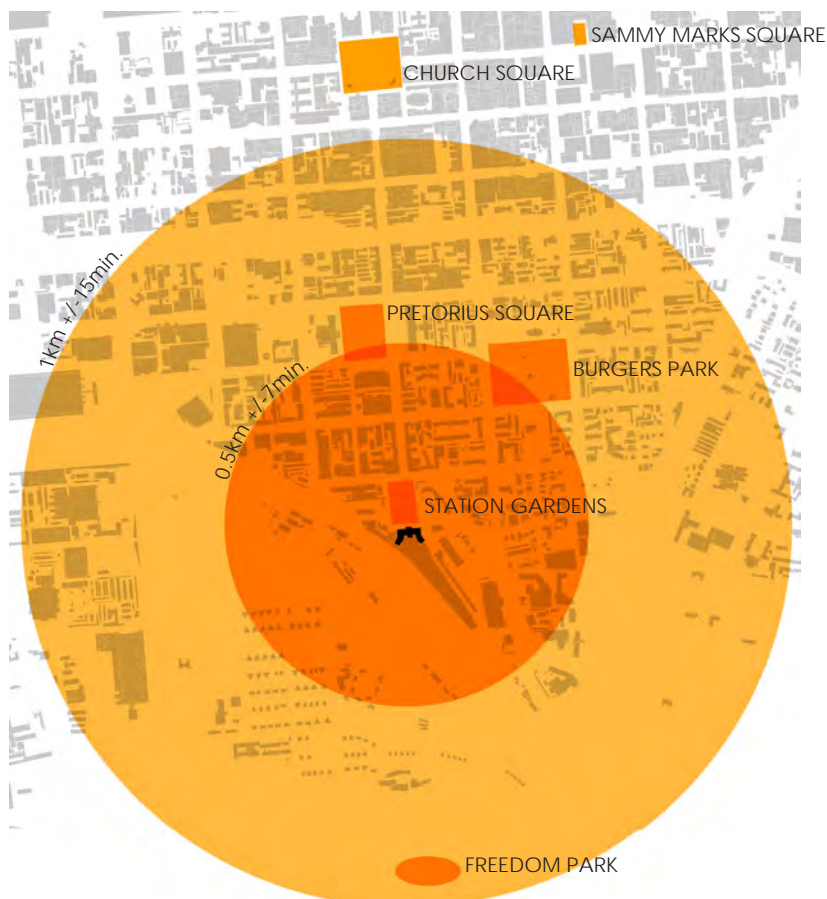 SAMMY MARKS SQUARE
CHURCH SQUARE
1km +/-15min.
PRETORIUS SQUARE
BURGERS PARK
0.5km +/-7min.
STATION GARDENS
FREEDOM PARK